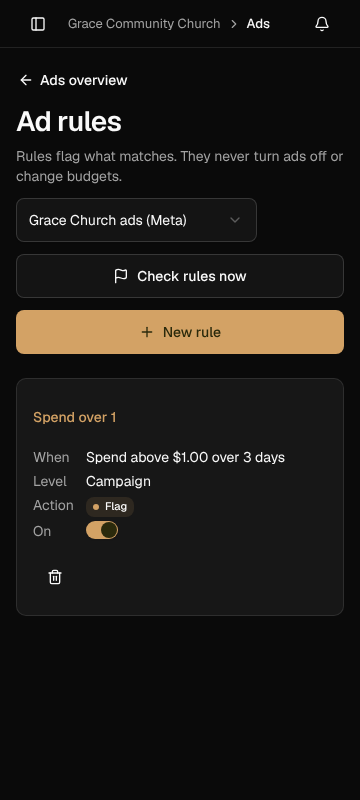 Grace Community Church > Ads
Ads overview
Ad rules
Rules flag what matches. They never turn ads off or
change budgets.
Grace Church ads (Meta)
Check rules now
New rule
Spend over 1
When Spend above $1.00 over 3 days
Level Campaign
Action Flag
On